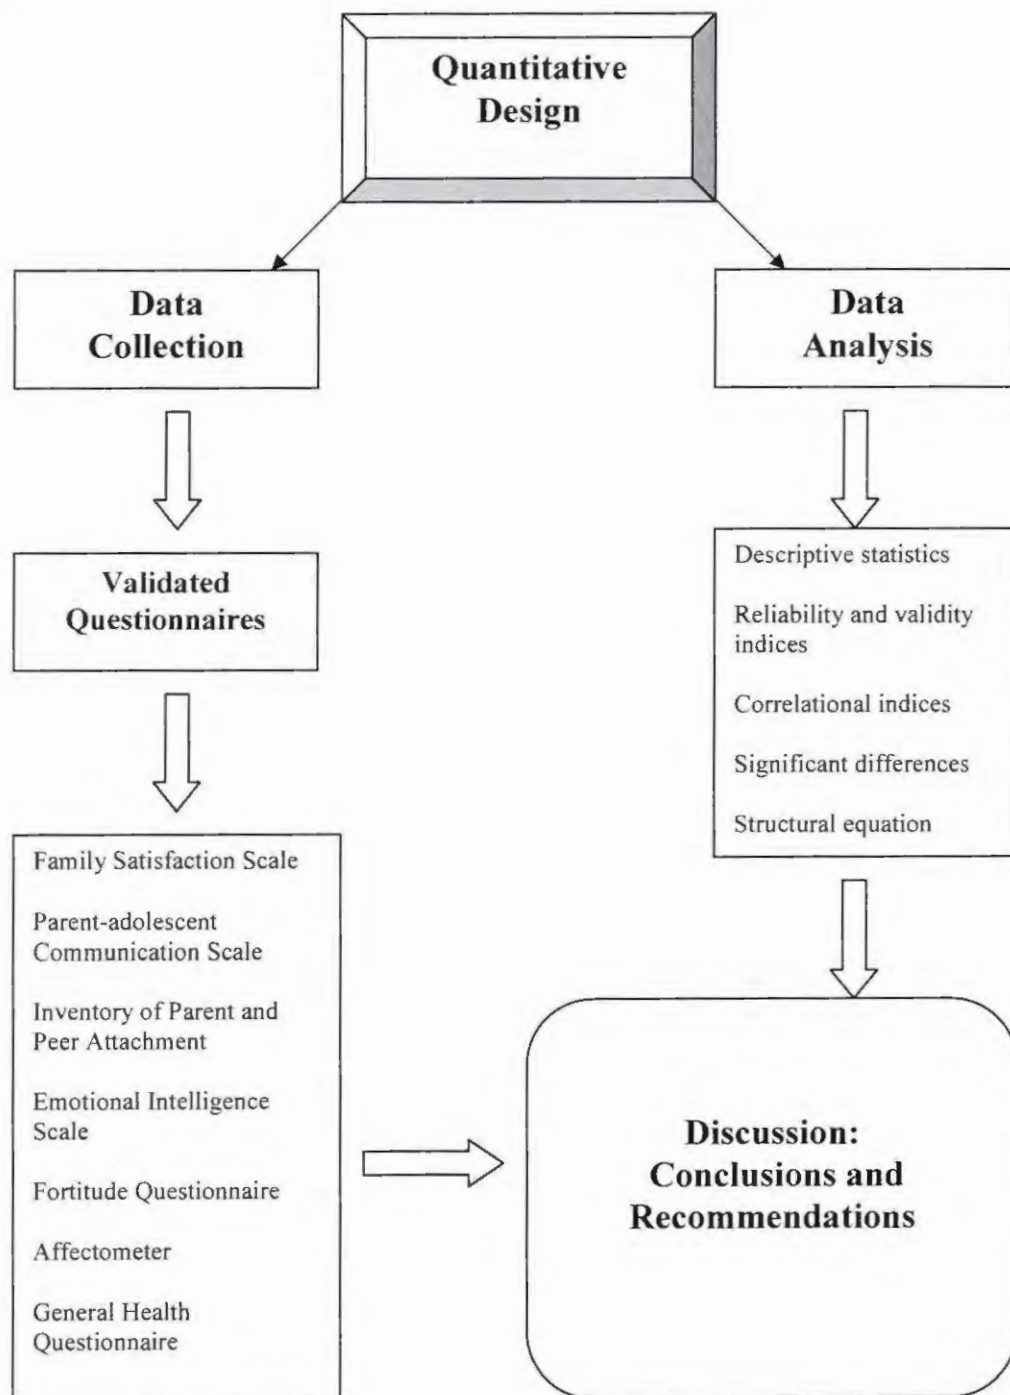 Quantitative
Design
Data
Collection
Data
Analysis
Validated
Questionnaires
Descriptive statistics
Reliability and validity
indices
Correlational indices
Significant differences
Structural equation
Family Satisfaction Scale
Parent-adolescent
Communication Scale
Inventory of Parent and
Peer Attachment
Emotional Intelligence
Scale
Fortitude Questionnaire
Affectometer
General Health
Questionnaire
Discussion:
Conclusions and
Recommendations